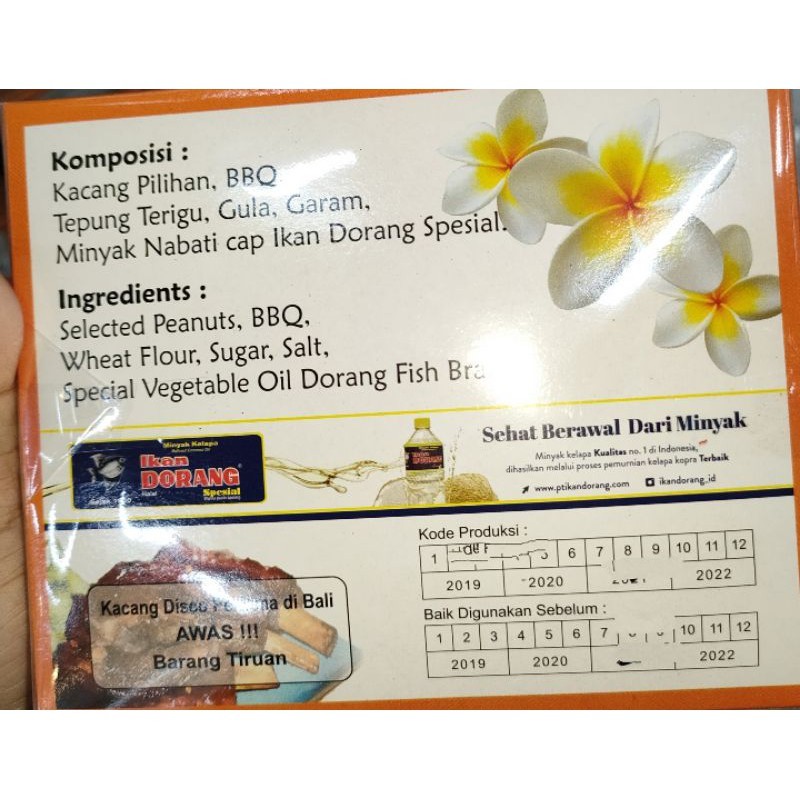 Komposisi :
Kacang Pilihan, BBQ
Tepung Terigu, Gula, Garam,
Minyak Nabati cap Ikan Dorang Spesial.
Ingredients :
Selected Peanuts, BBQ,
Wheat Flour, Sugar, Salt,
Special Vegetable Oil Dorang Fish Bra
Minyak Kelapa
Ikan
DORANG
Spesial
Sehat Berawal Dari Minyak
Minyak kelapa Kualitas no. 1 di Indonesia,
dihasilkan melalui proses pemurnian kelapa kopra Terbaik
www.ptikandorang.com ikandorang_id
Kode Produksi :
1 5 6 7 8 9 10 11 12
2019 2020 2022
Baik Digunakan Sebelum :
1 2 3 4 5 6 7 10 11 12
2019 2020 2022
Kacang Disco di Bali
AWAS !!!
Barang Tiruan